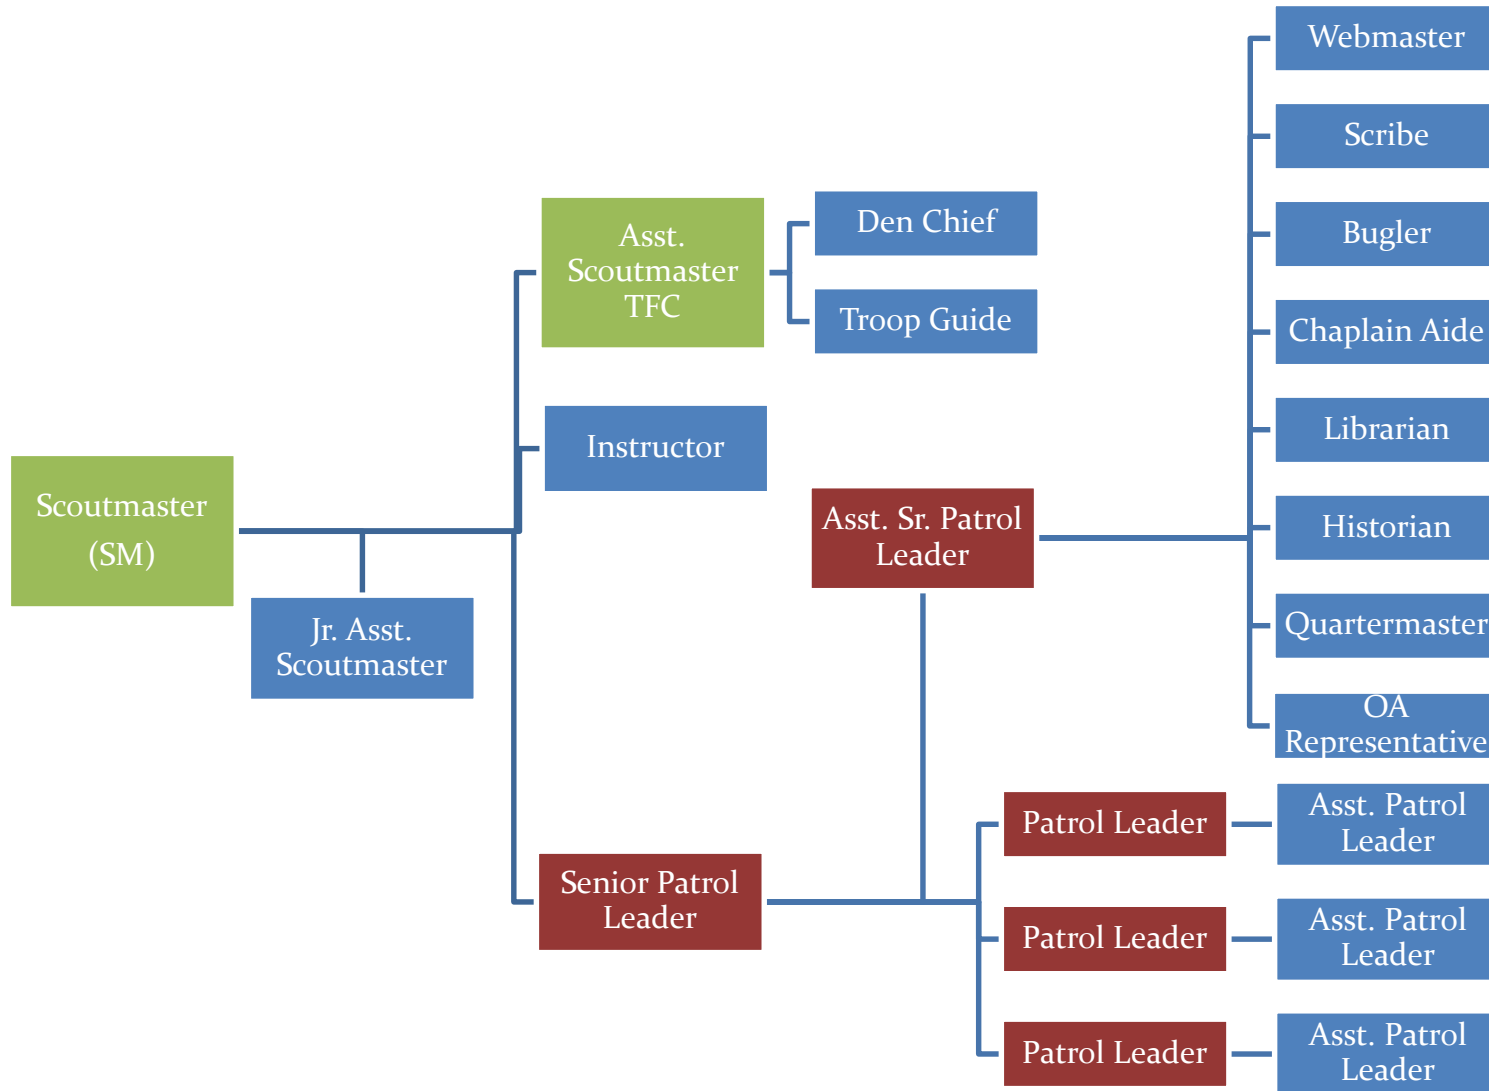 Scoutmaster
(SM)
Jr. Asst.
Scoutmaster
Asst.
Scoutmaster
TFC
Den Chief
Troop Guide
Instructor
Senior Patrol
Leader
Asst. Sr. Patrol
Leader
Webmaster
Scribe
Bugler
Chaplain Aide
Librarian
Historian
Quartermaster
OA
Representative
Patrol Leader
Asst. Patrol
Leader
Patrol Leader
Asst. Patrol
Leader
Patrol Leader
Asst. Patrol
Leader